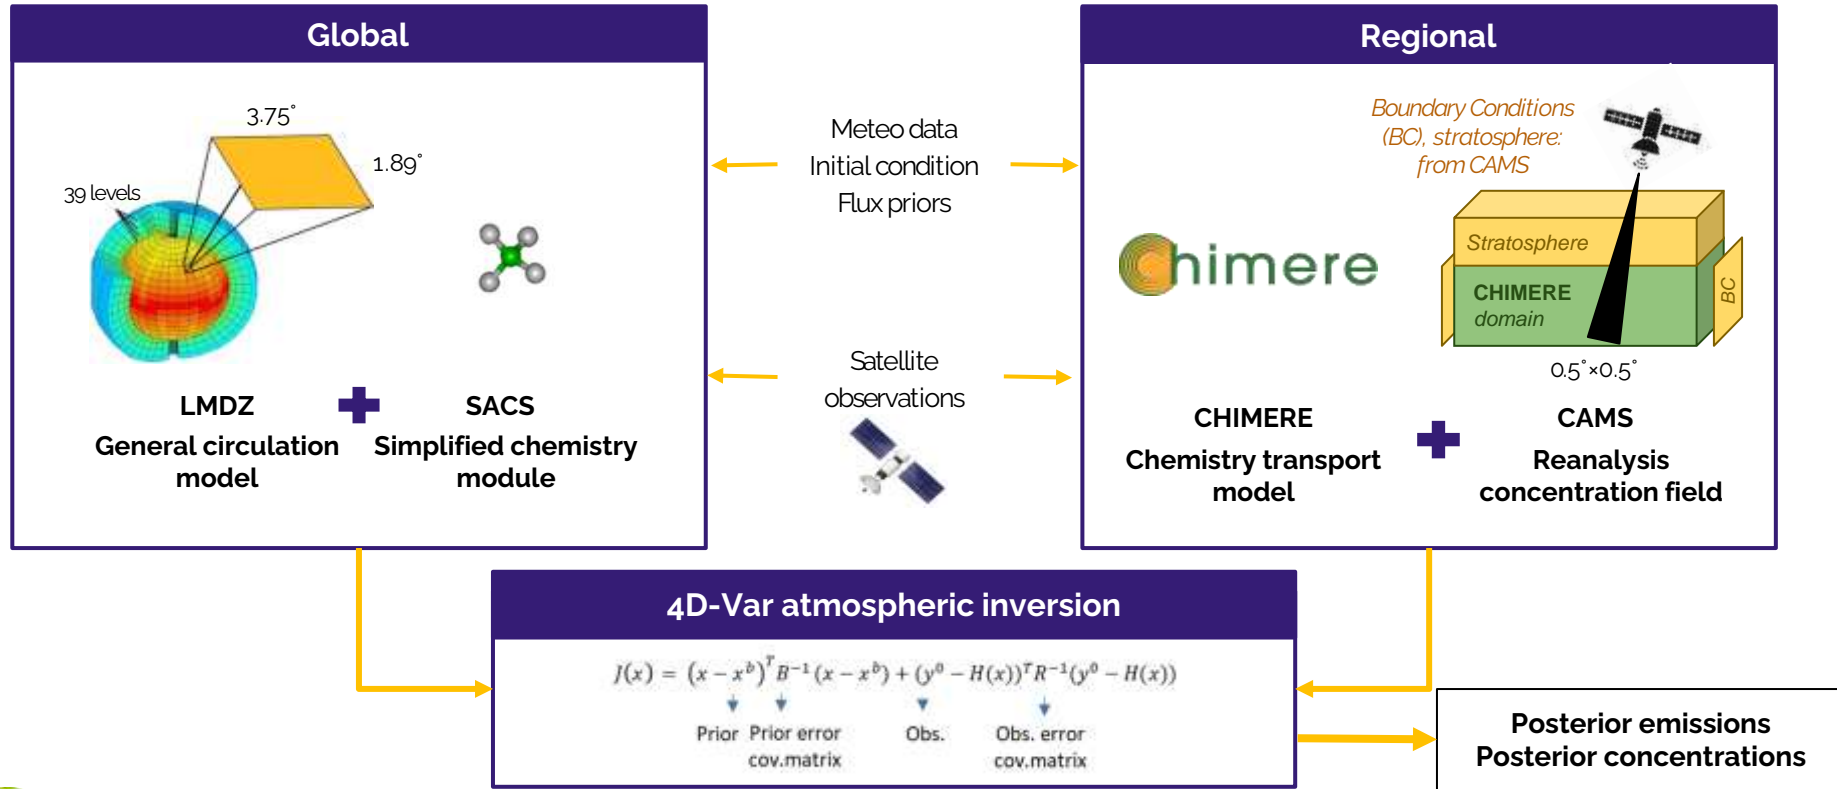 Global
3.75°
1.89°
39 levels
LMDZ
General circulation
model
SACS
Simplified chemistry
module
Meteo data
Initial condition
Flux priors
Satellite
observations
Regional
Boundary Conditions
(BC), stratosphere:
from CAMS
Chimere
Stratosphere
CHIMERE
domain
BC
0.5°×0.5°
CHIMERE
Chemistry transport
model
CAMS
Reanalysis
concentration field
4D-Var atmospheric inversion
J(x) = (x − x^b)^T B^{−1} (x − x^b) + (y^0 − H(x))^T R^{−1}(y^0 − H(x))
Prior
Prior error
cov.matrix
Obs.
Obs. error
cov.matrix
Posterior emissions
Posterior concentrations